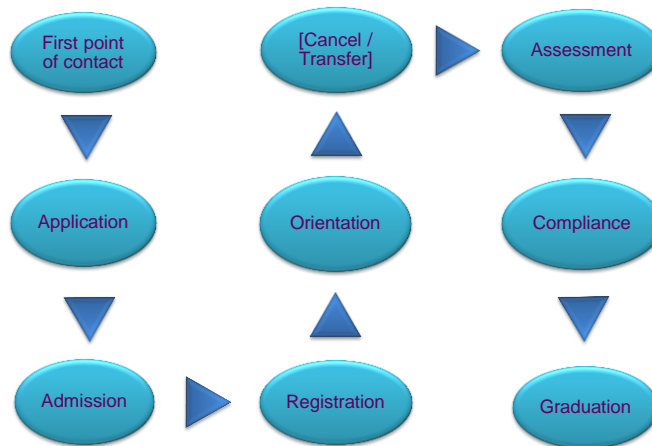 First point
of contact
Application
Admission
Registration
Orientation
[Cancel /
Transfer]
Assessment
Compliance
Graduation